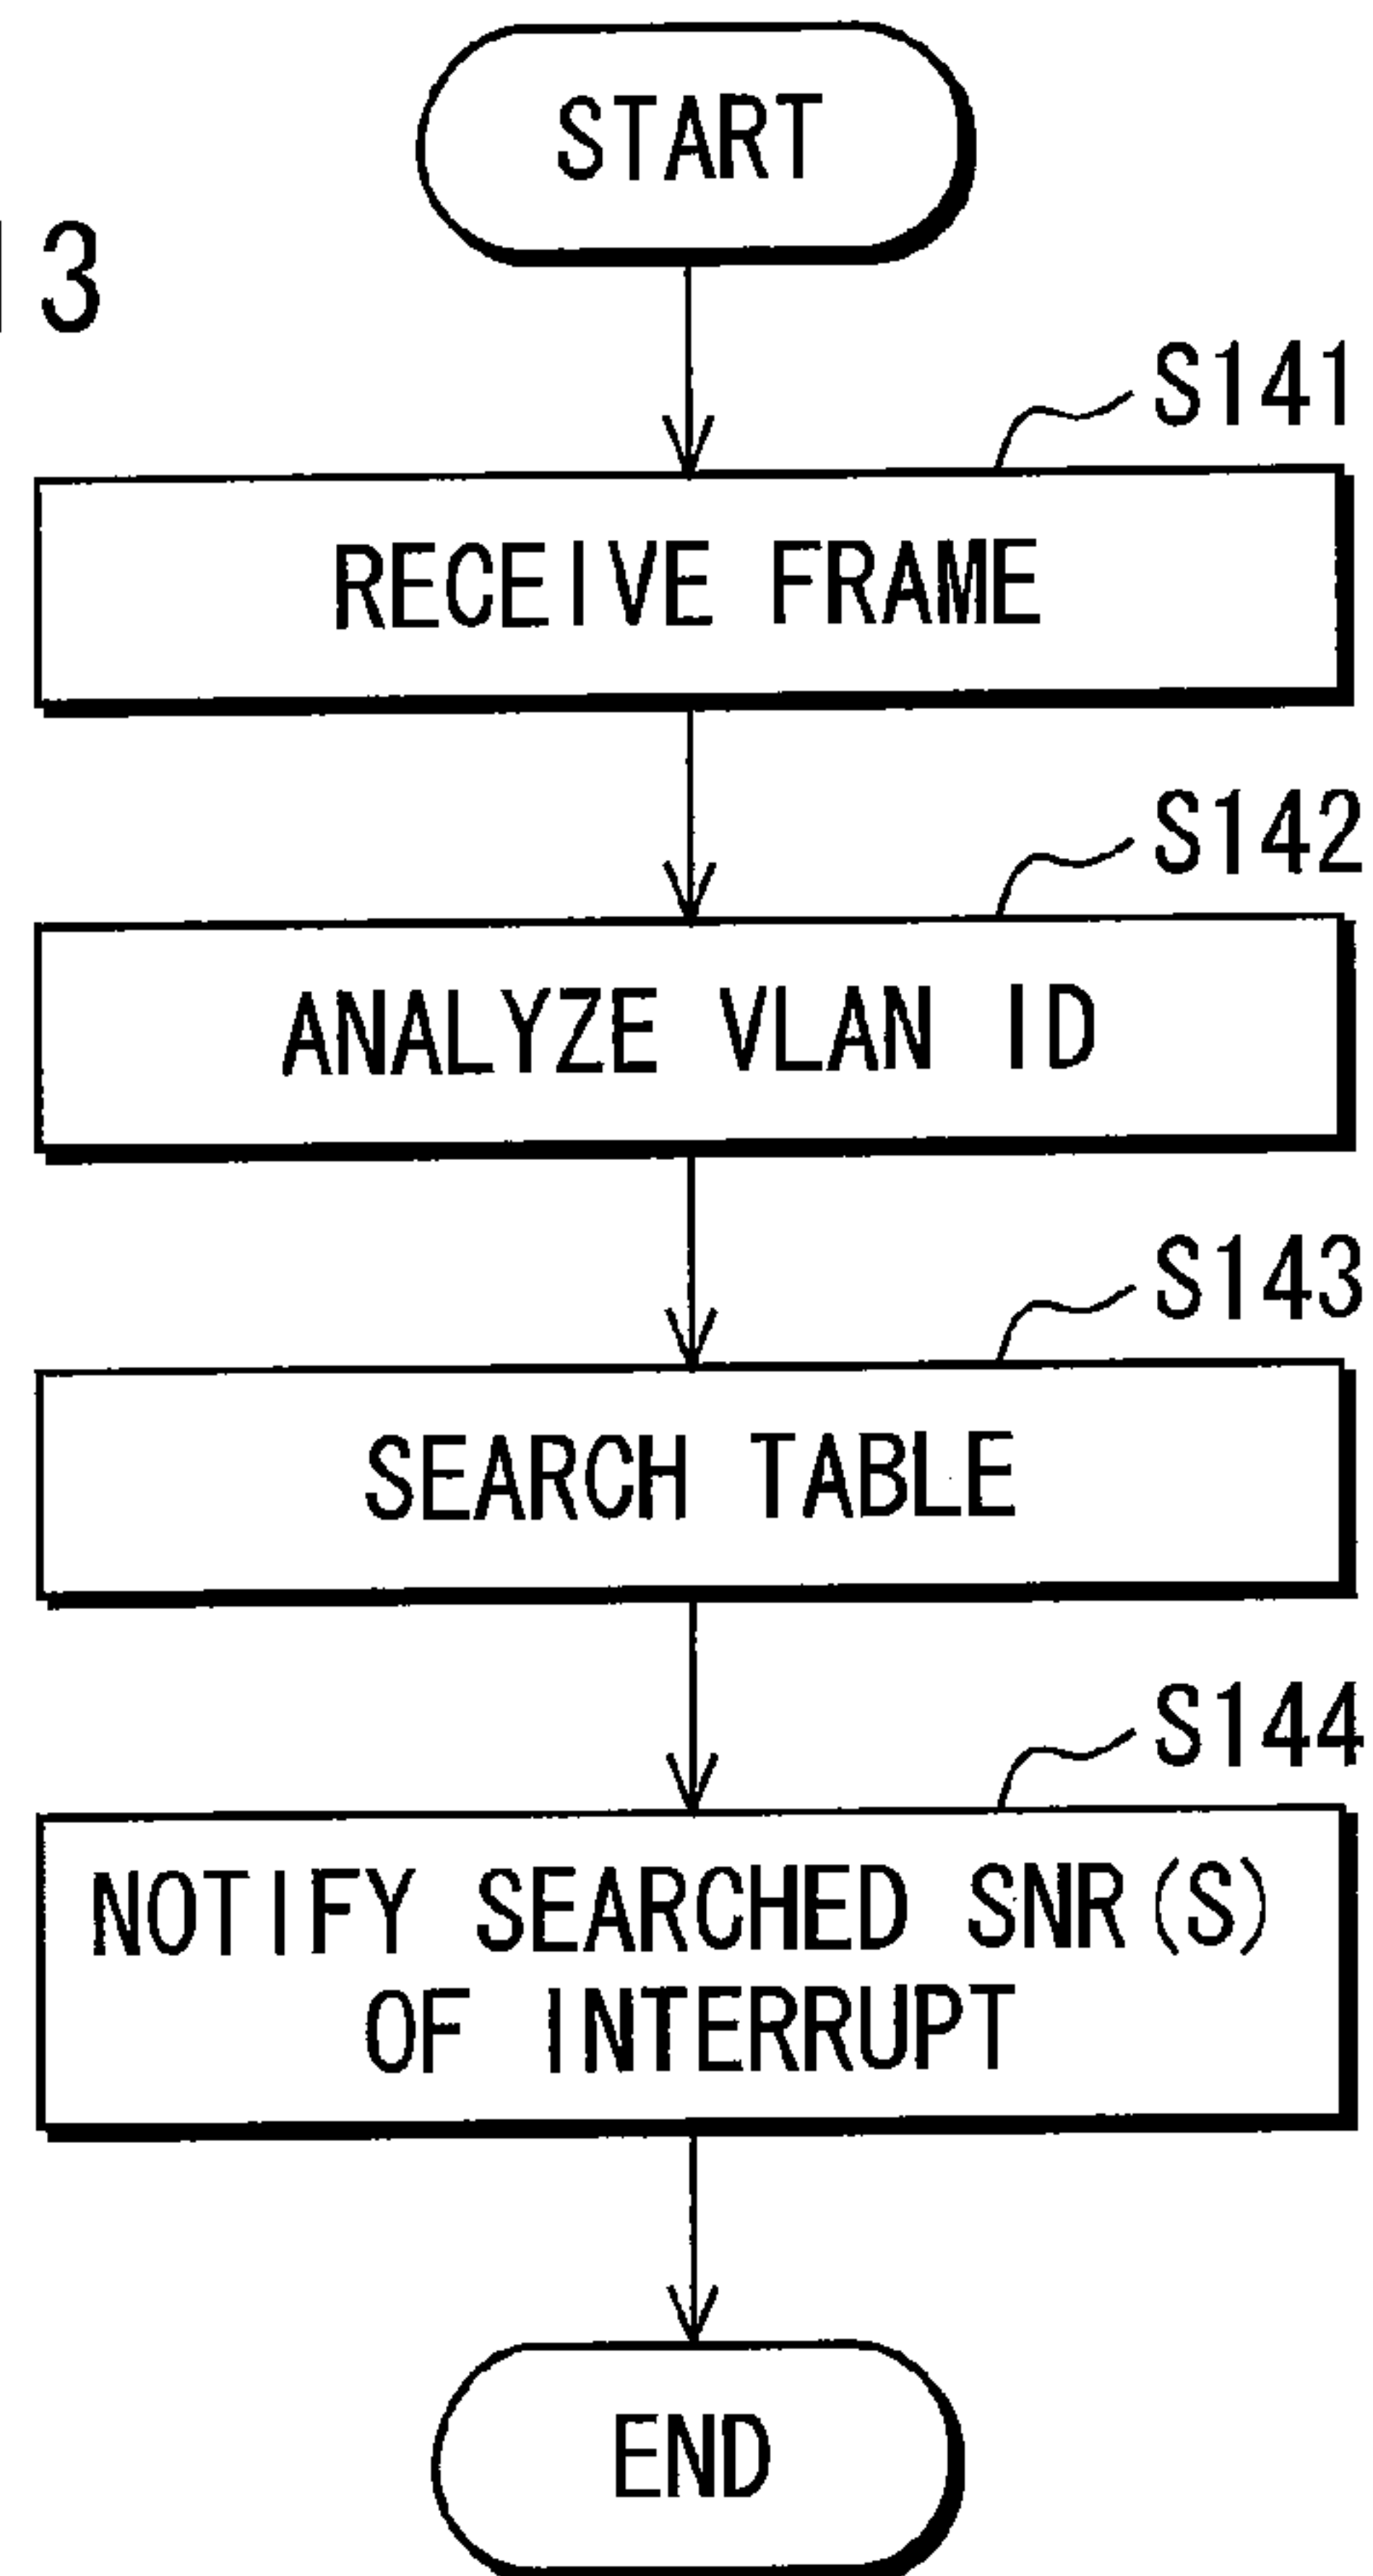 START
13
S141
RECEIVE FRAME
S142
ANALYZE VLAN ID
S143
SEARCH TABLE
S144
NOTIFY SEARCHED SNR(S)
OF INTERRUPT
END